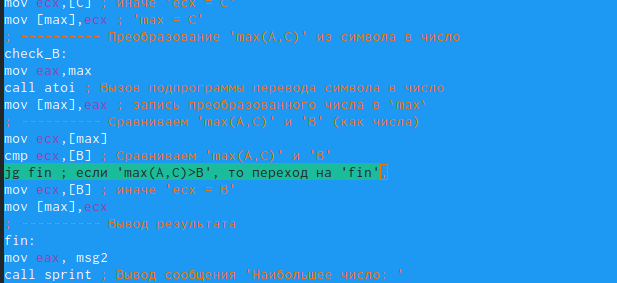 mov ecx,[C] ; иначе 'ecx = C'
mov [max],ecx ; 'max = C'
; ---------- Преобразование 'max(A,C)' из символа в число
check_B:
mov eax,max
call atoi ; Вызов подпрограммы перевода символа в число
mov [max],eax ; запись преобразованного числа в `max`
; ---------- Сравниваем 'max(A,C)' и 'B' (как числа)
mov ecx,[max]
cmp ecx,[B] ; Сравниваем 'max(A,C)' и 'B'
jg fin ; если 'max(A,C)>B', то переход на 'fin',
mov ecx,[B] ; иначе 'ecx = B'
mov [max],ecx
; ---------- Вывод результата
fin:
mov eax, msg2
call sprint ; Вывод сообщения 'Наибольшее число: '